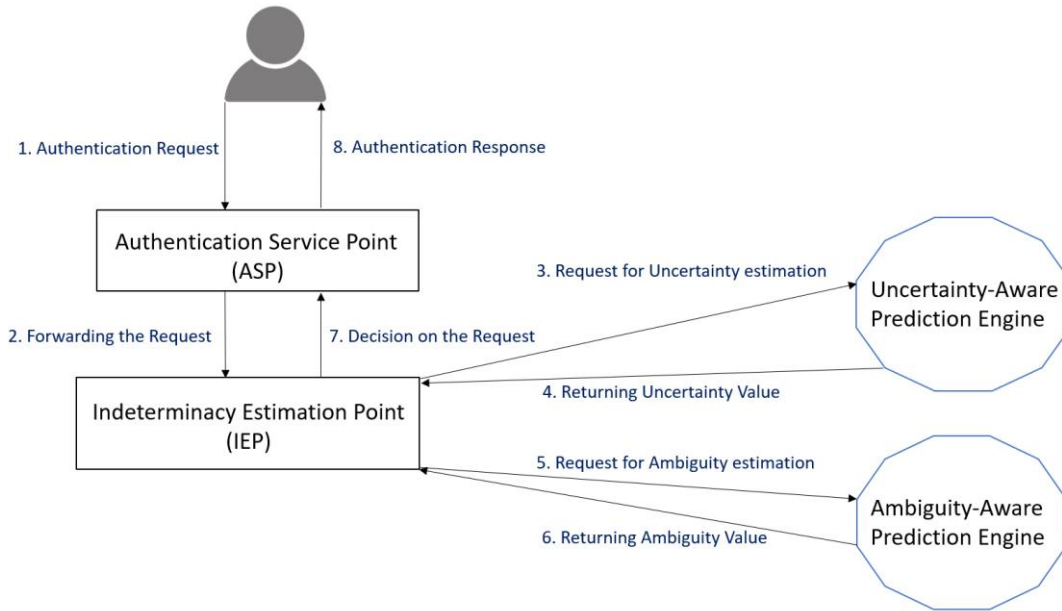 1. Authentication Request
8. Authentication Response
Authentication Service Point
(ASP)
3. Request for Uncertainty estimation
Uncertainty-Aware
Prediction Engine
2. Forwarding the Request
7. Decision on the Request
4. Returning Uncertainty Value
Indeterminacy Estimation Point
(IEP)
5. Request for Ambiguity estimation
Ambiguity-Aware
Prediction Engine
6. Returning Ambiguity Value